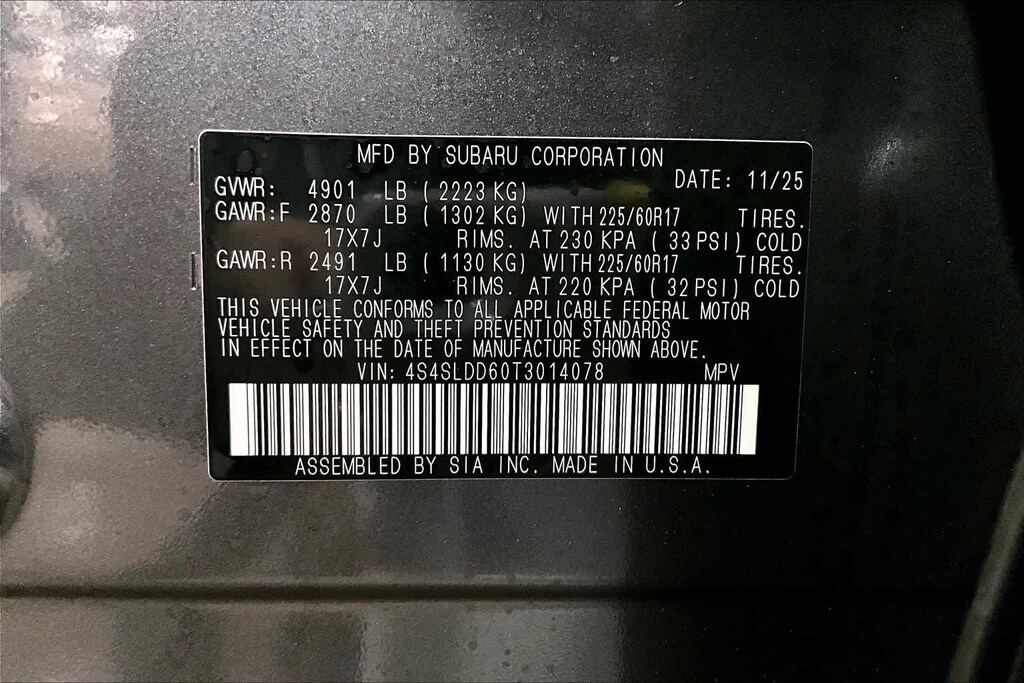 MFD BY SUBARU CORPORATION
GVWR: 4901 LB ( 2223 KG) DATE: 11/25
GAWR:F 2870 LB ( 1302 KG) WITH 225/60R17 TIRES.
17X7J RIMS. AT 230 KPA ( 33 PSI) COLD
GAWR:R 2491 LB ( 1130 KG) WITH 225/60R17 TIRES.
17X7J RIMS. AT 220 KPA ( 32 PSI) COLD
THIS VEHICLE CONFORMS TO ALL APPLICABLE FEDERAL MOTOR
VEHICLE SAFETY AND THEFT PREVENTION STANDARDS
IN EFFECT ON THE DATE OF MANUFACTURE SHOWN ABOVE.
VIN: 4S4SLDD60T3014078 MPV
ASSEMBLED BY SIA INC. MADE IN U.S.A.